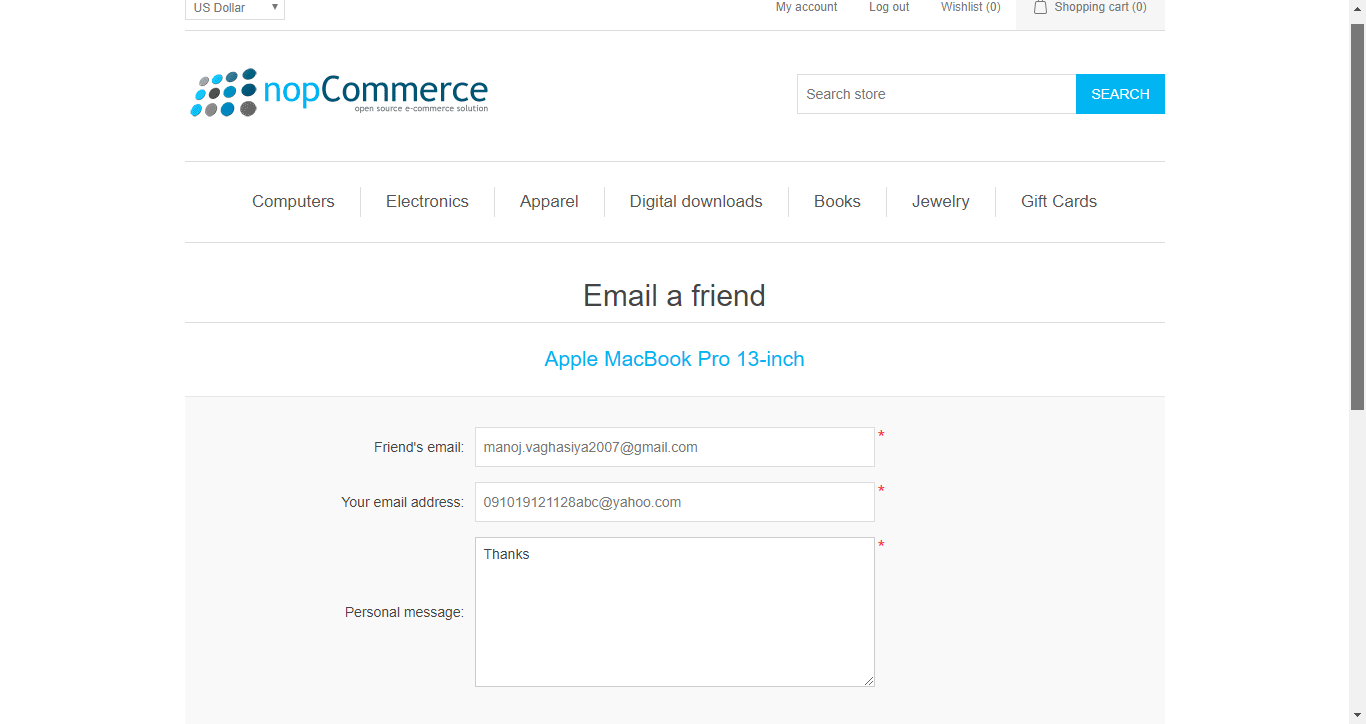 US Dollar
My account Log out Wishlist (0) Shopping cart (0)
nopCommerce
open source e-commerce solution
Search store SEARCH
Computers Electronics Apparel Digital downloads Books Jewelry Gift Cards
Email a friend
Apple MacBook Pro 13-inch
Friend's email: manoj.vaghasiya2007@gmail.com *
Your email address: 091019121128abc@yahoo.com *
Personal message: Thanks *